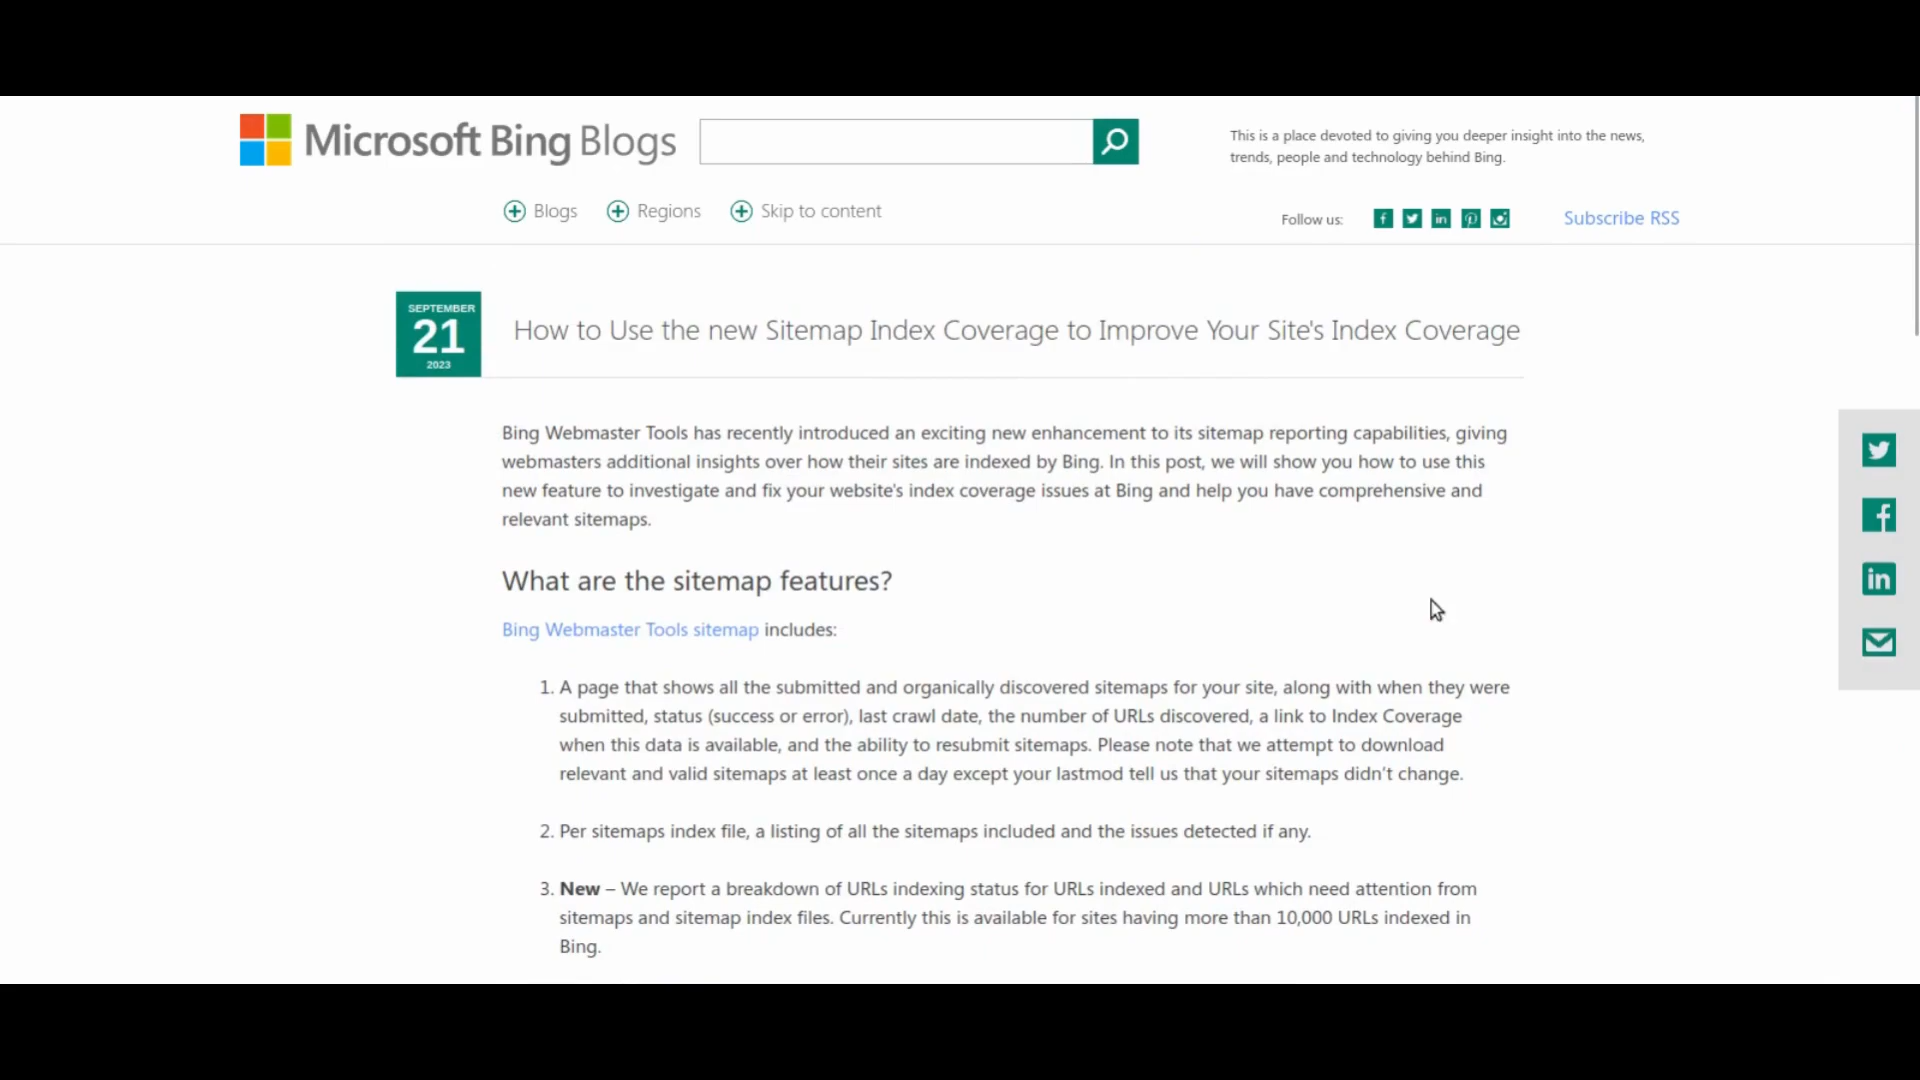 Microsoft Bing Blogs
This is a place devoted to giving you deeper insight into the news,
trends, people and technology behind Bing.
Blogs
Regions
Skip to content
Follow us:
Subscribe RSS
SEPTEMBER
21
2023
How to Use the new Sitemap Index Coverage to Improve Your Site's Index Coverage
Bing Webmaster Tools has recently introduced an exciting new enhancement to its sitemap reporting capabilities, giving
webmasters additional insights over how their sites are indexed by Bing. In this post, we will show you how to use this
new feature to investigate and fix your website's index coverage issues at Bing and help you have comprehensive and
relevant sitemaps.
What are the sitemap features?
Bing Webmaster Tools sitemap includes:
1. A page that shows all the submitted and organically discovered sitemaps for your site, along with when they were
submitted, status (success or error), last crawl date, the number of URLs discovered, a link to Index Coverage
when this data is available, and the ability to resubmit sitemaps. Please note that we attempt to download
relevant and valid sitemaps at least once a day except your lastmod tell us that your sitemaps didn't change.
2. Per sitemaps index file, a listing of all the sitemaps included and the issues detected if any.
3. New – We report a breakdown of URLs indexing status for URLs indexed and URLs which need attention from
sitemaps and sitemap index files. Currently this is available for sites having more than 10,000 URLs indexed in
Bing.